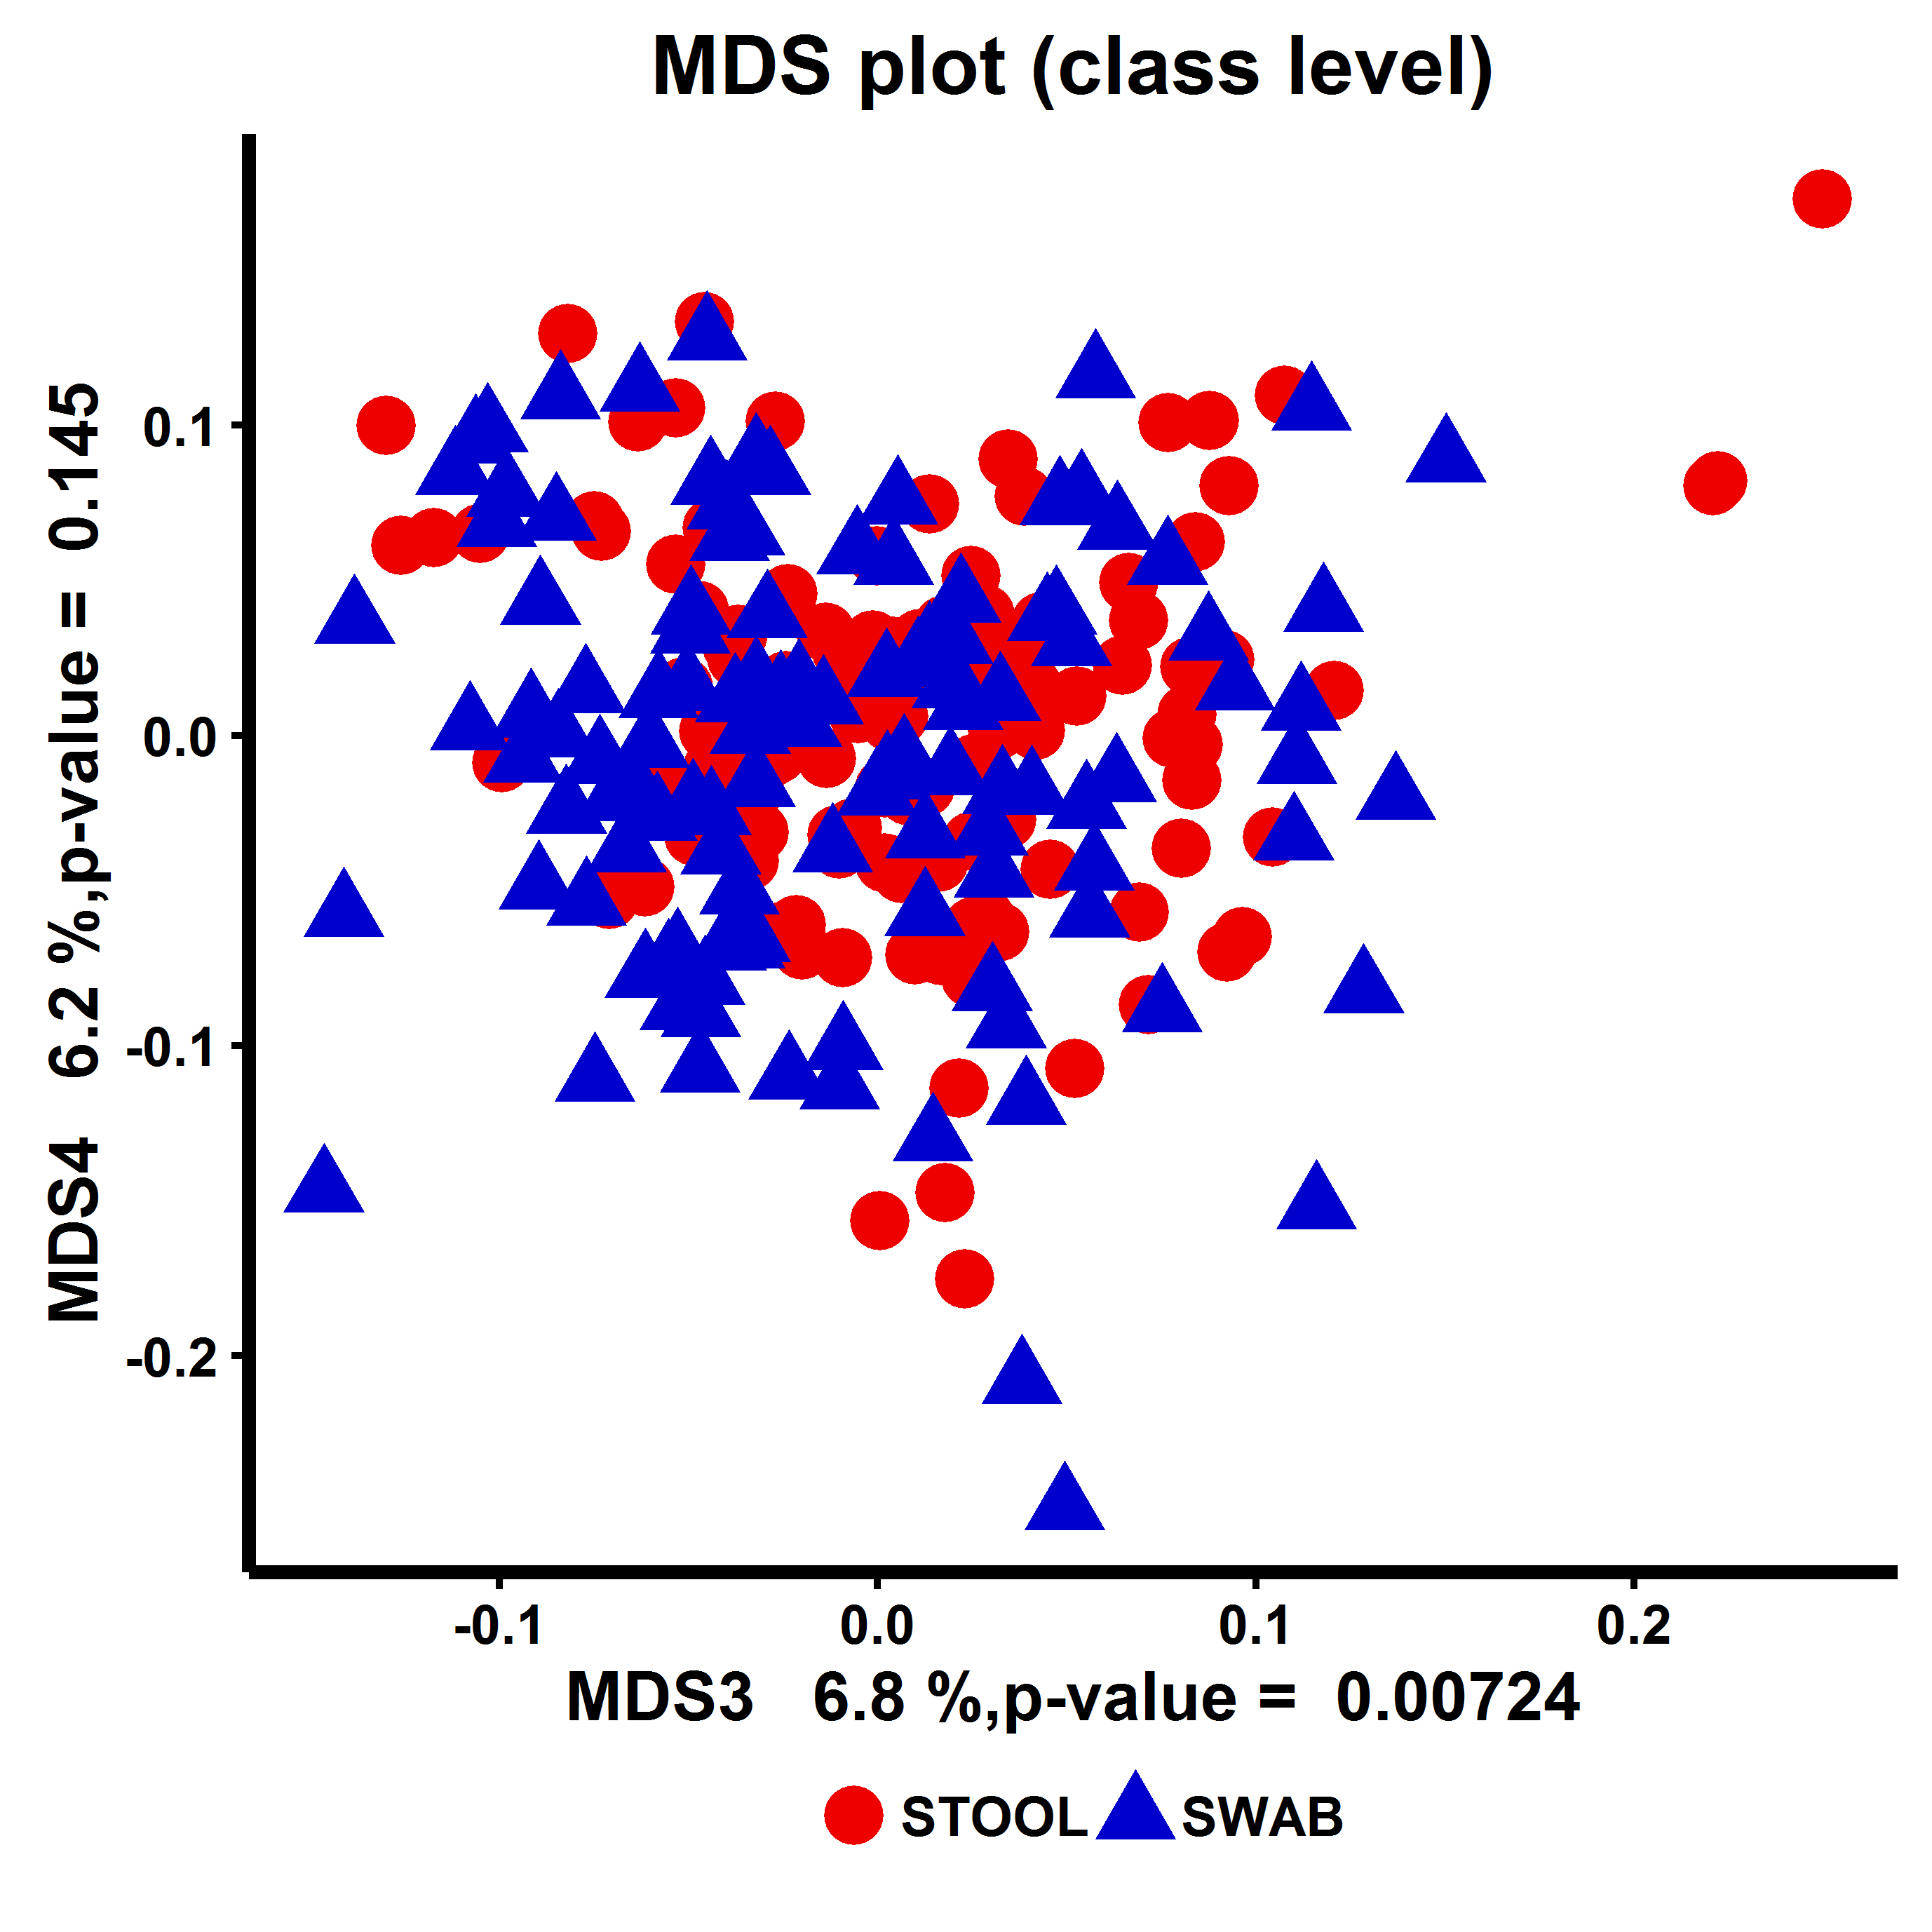 MDS plot (class level)
MDS4 6.2 %,p-value = 0.145
0.1
0.0
-0.1
-0.2
-0.1 0.0 0.1 0.2
MDS3 6.8 %,p-value = 0.00724
STOOL SWAB